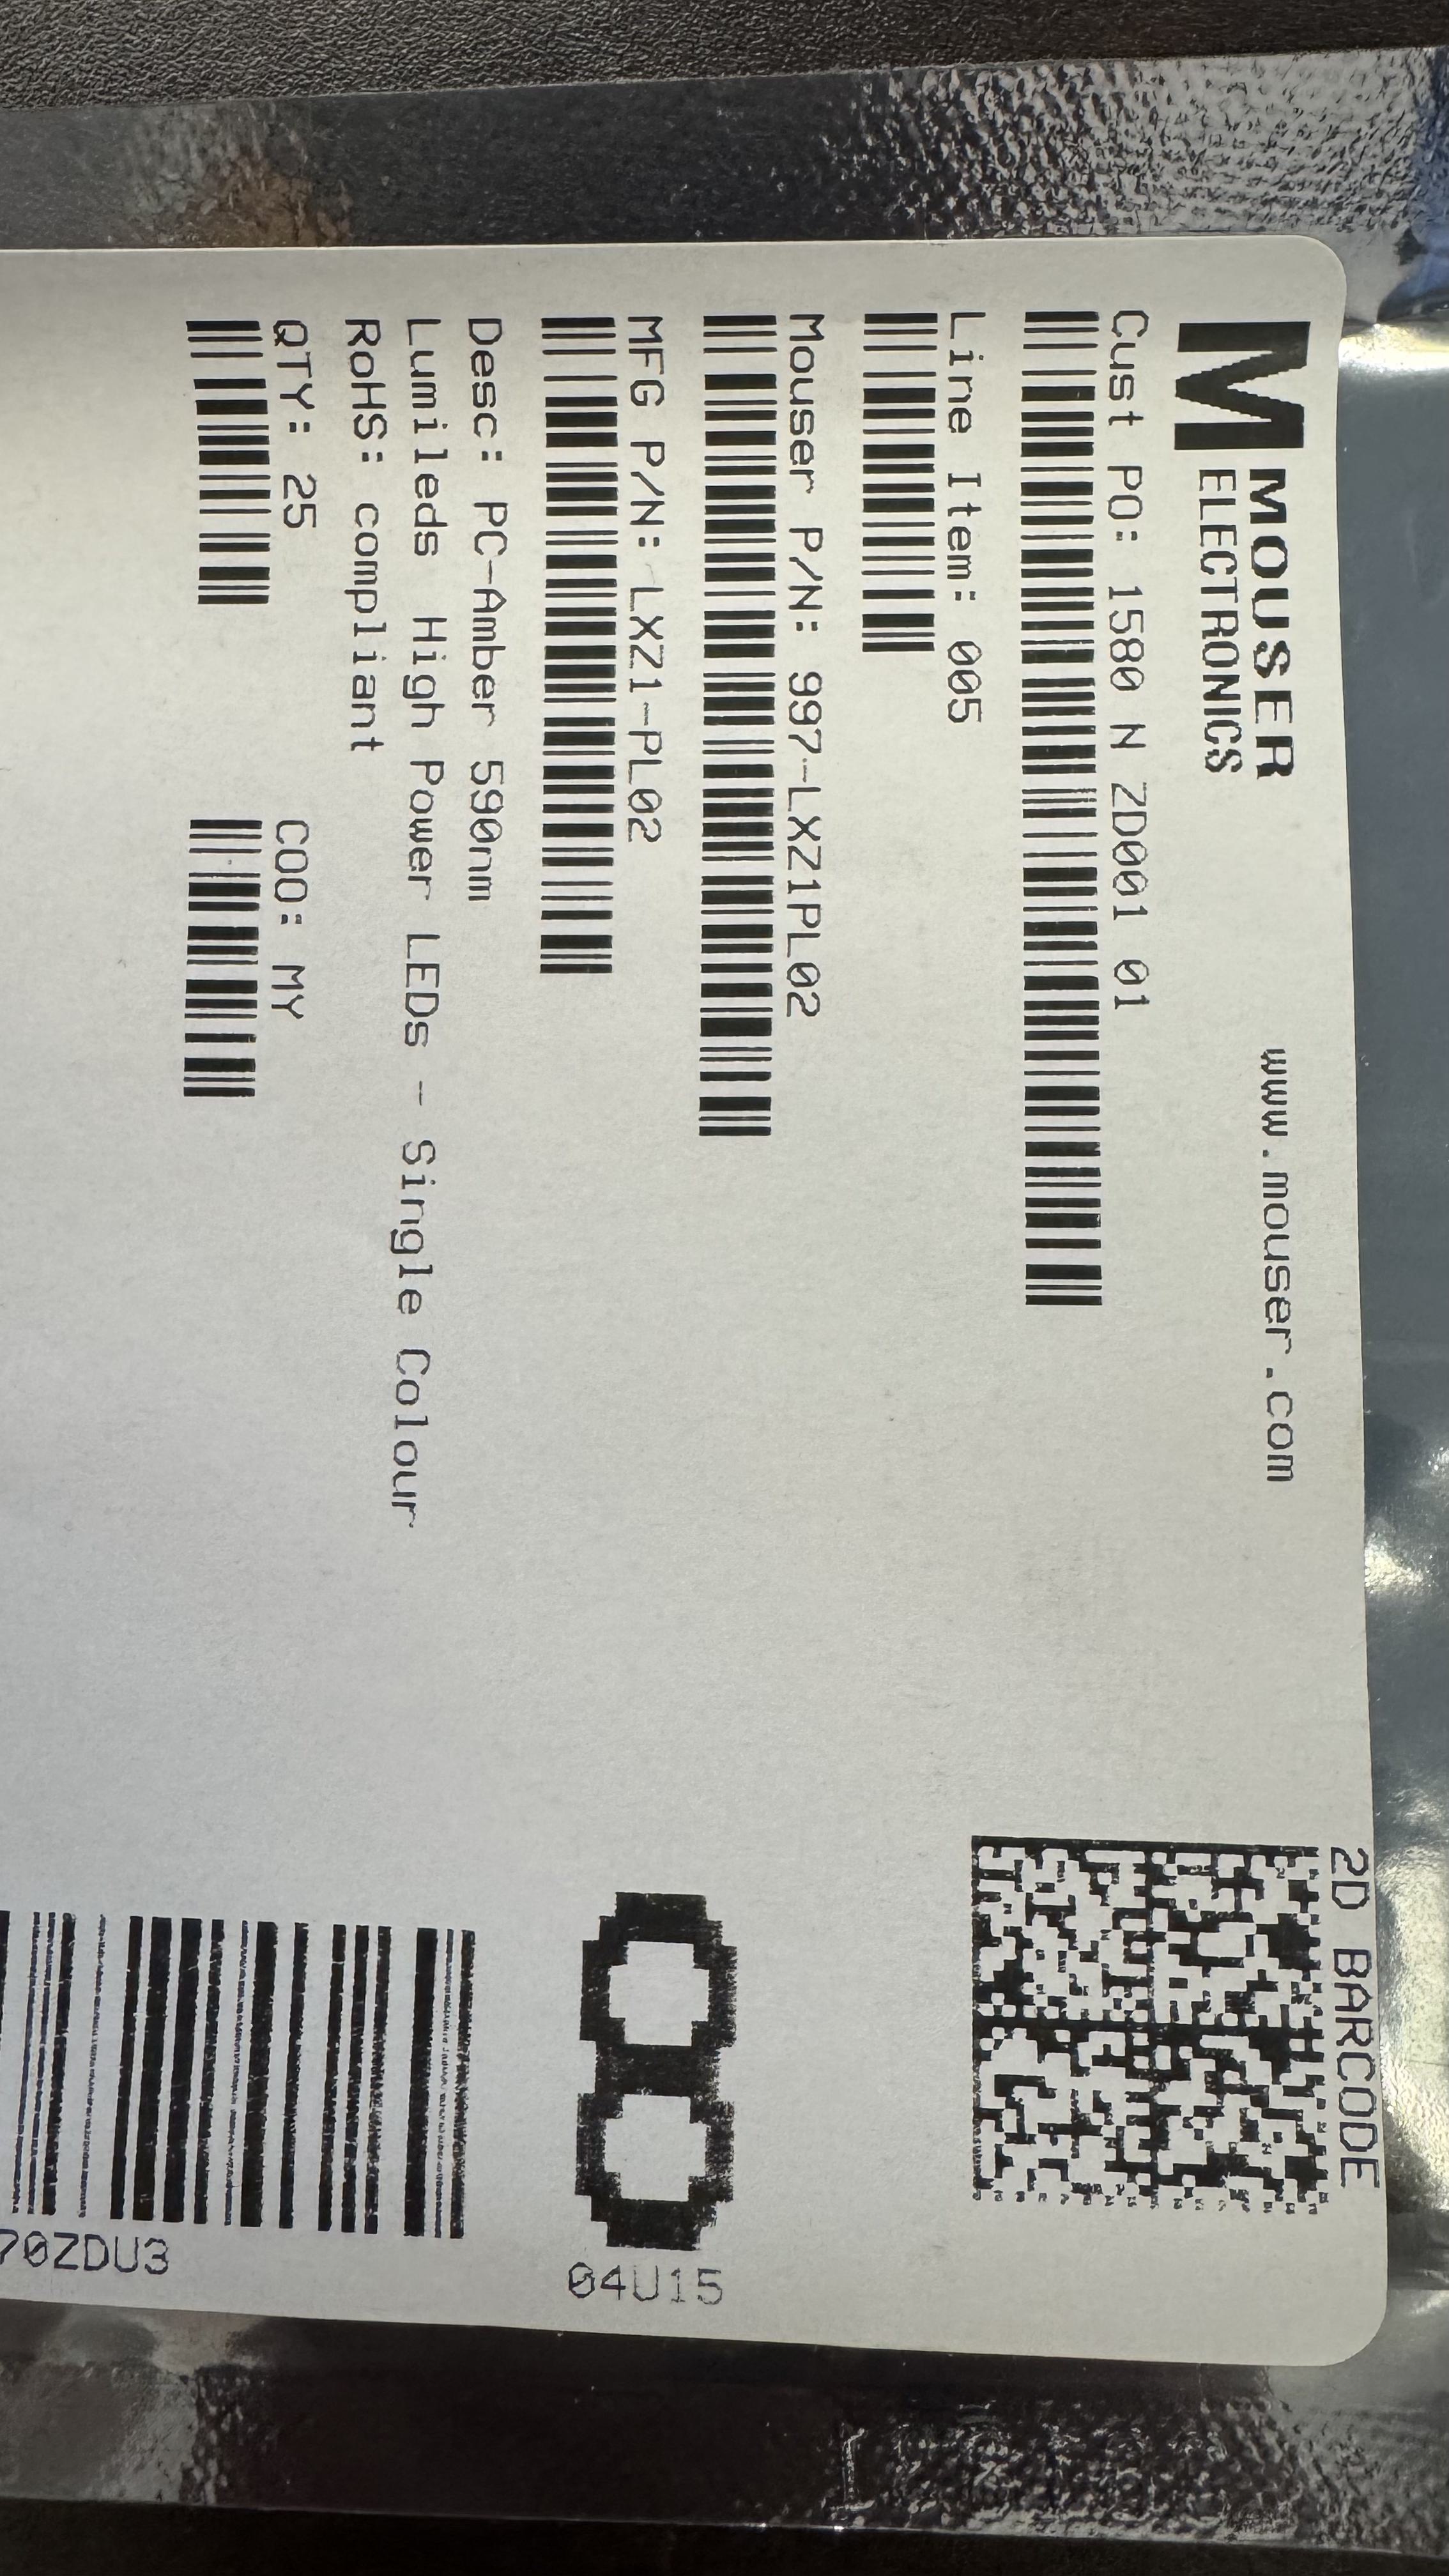 M MOUSER
ELECTRONICS
www.mouser.com
2D BARCODE
Cust PO: 1580 N ZD001 01
Line Item: 005
Mouser P/N: 997-LXZ1PL02
MFG P/N: LXZ1-PL02
8
04U15
Desc: PC-Amber 590nm
Lumileds High Power LEDs - Single Colour
RoHS: compliant
QTY: 25 COO: MY
70ZDU3